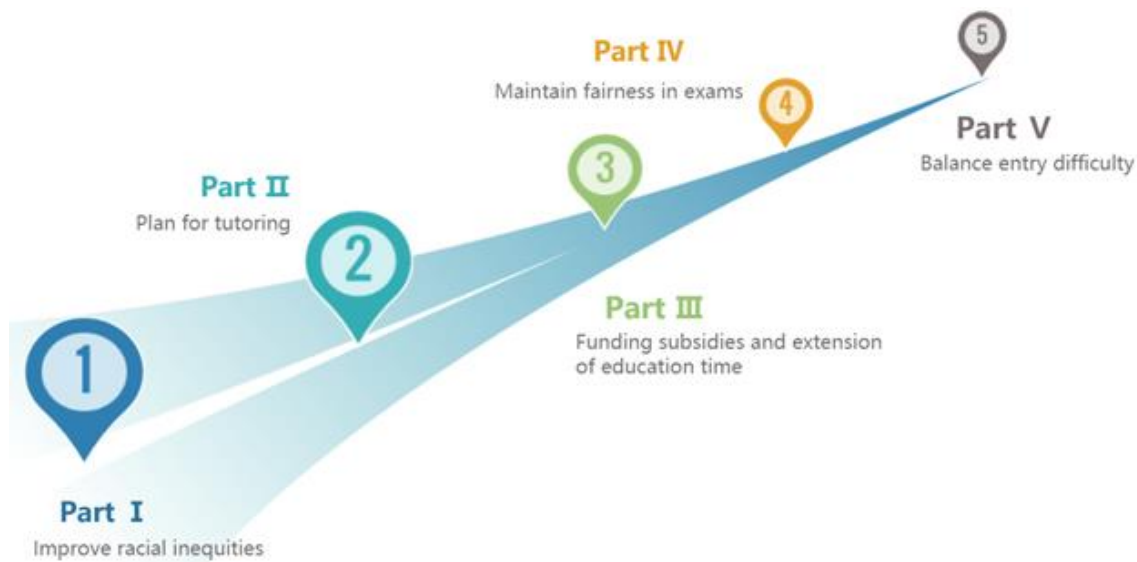 1
Part Ⅰ
Improve racial inequities
2
Part Ⅱ
Plan for tutoring
3
Part Ⅲ
Funding subsidies and extension
of education time
4
Part Ⅳ
Maintain fairness in exams
5
Part Ⅴ
Balance entry difficulty